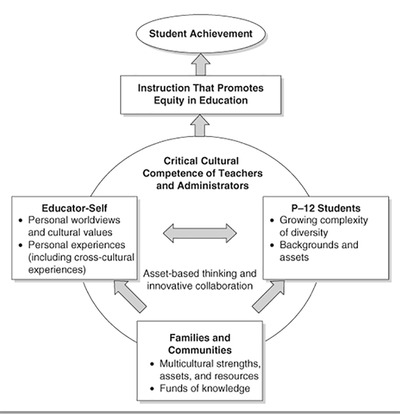 Student Achievement
Instruction That Promotes
Equity in Education
Critical Cultural
Competence of Teachers
and Administrators
Educator-Self
• Personal worldviews
and cultural values
• Personal experiences
(including cross-cultural
experiences)
P–12 Students
• Growing complexity
of diversity
• Backgrounds and
assets
Asset-based thinking and
innovative collaboration
Families and
Communities
• Multicultural strengths,
assets, and resources
• Funds of knowledge